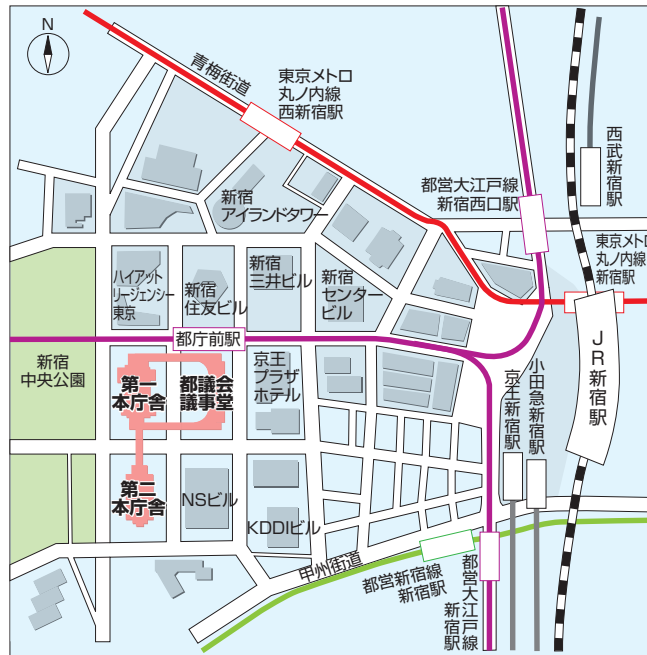 N
青梅街道
東京メトロ
丸ノ内線
西新宿駅
西武新宿駅
都営大江戸線
新宿西口駅
新宿
アイランドタワー
東京メトロ
丸ノ内線
新宿駅
ハイアット
リージェンシー
東京
新宿
住友ビル
新宿
三井ビル
新宿
センター
ビル
都庁前駅
JR新宿駅
小田急新宿駅
京王新宿駅
新宿
中央公園
第一
本庁舎
都議会
議事堂
京王
プラザ
ホテル
第二
本庁舎
NSビル
KDDIビル
甲州街道
都営新宿線
新宿駅
都営大江戸線
新宿駅